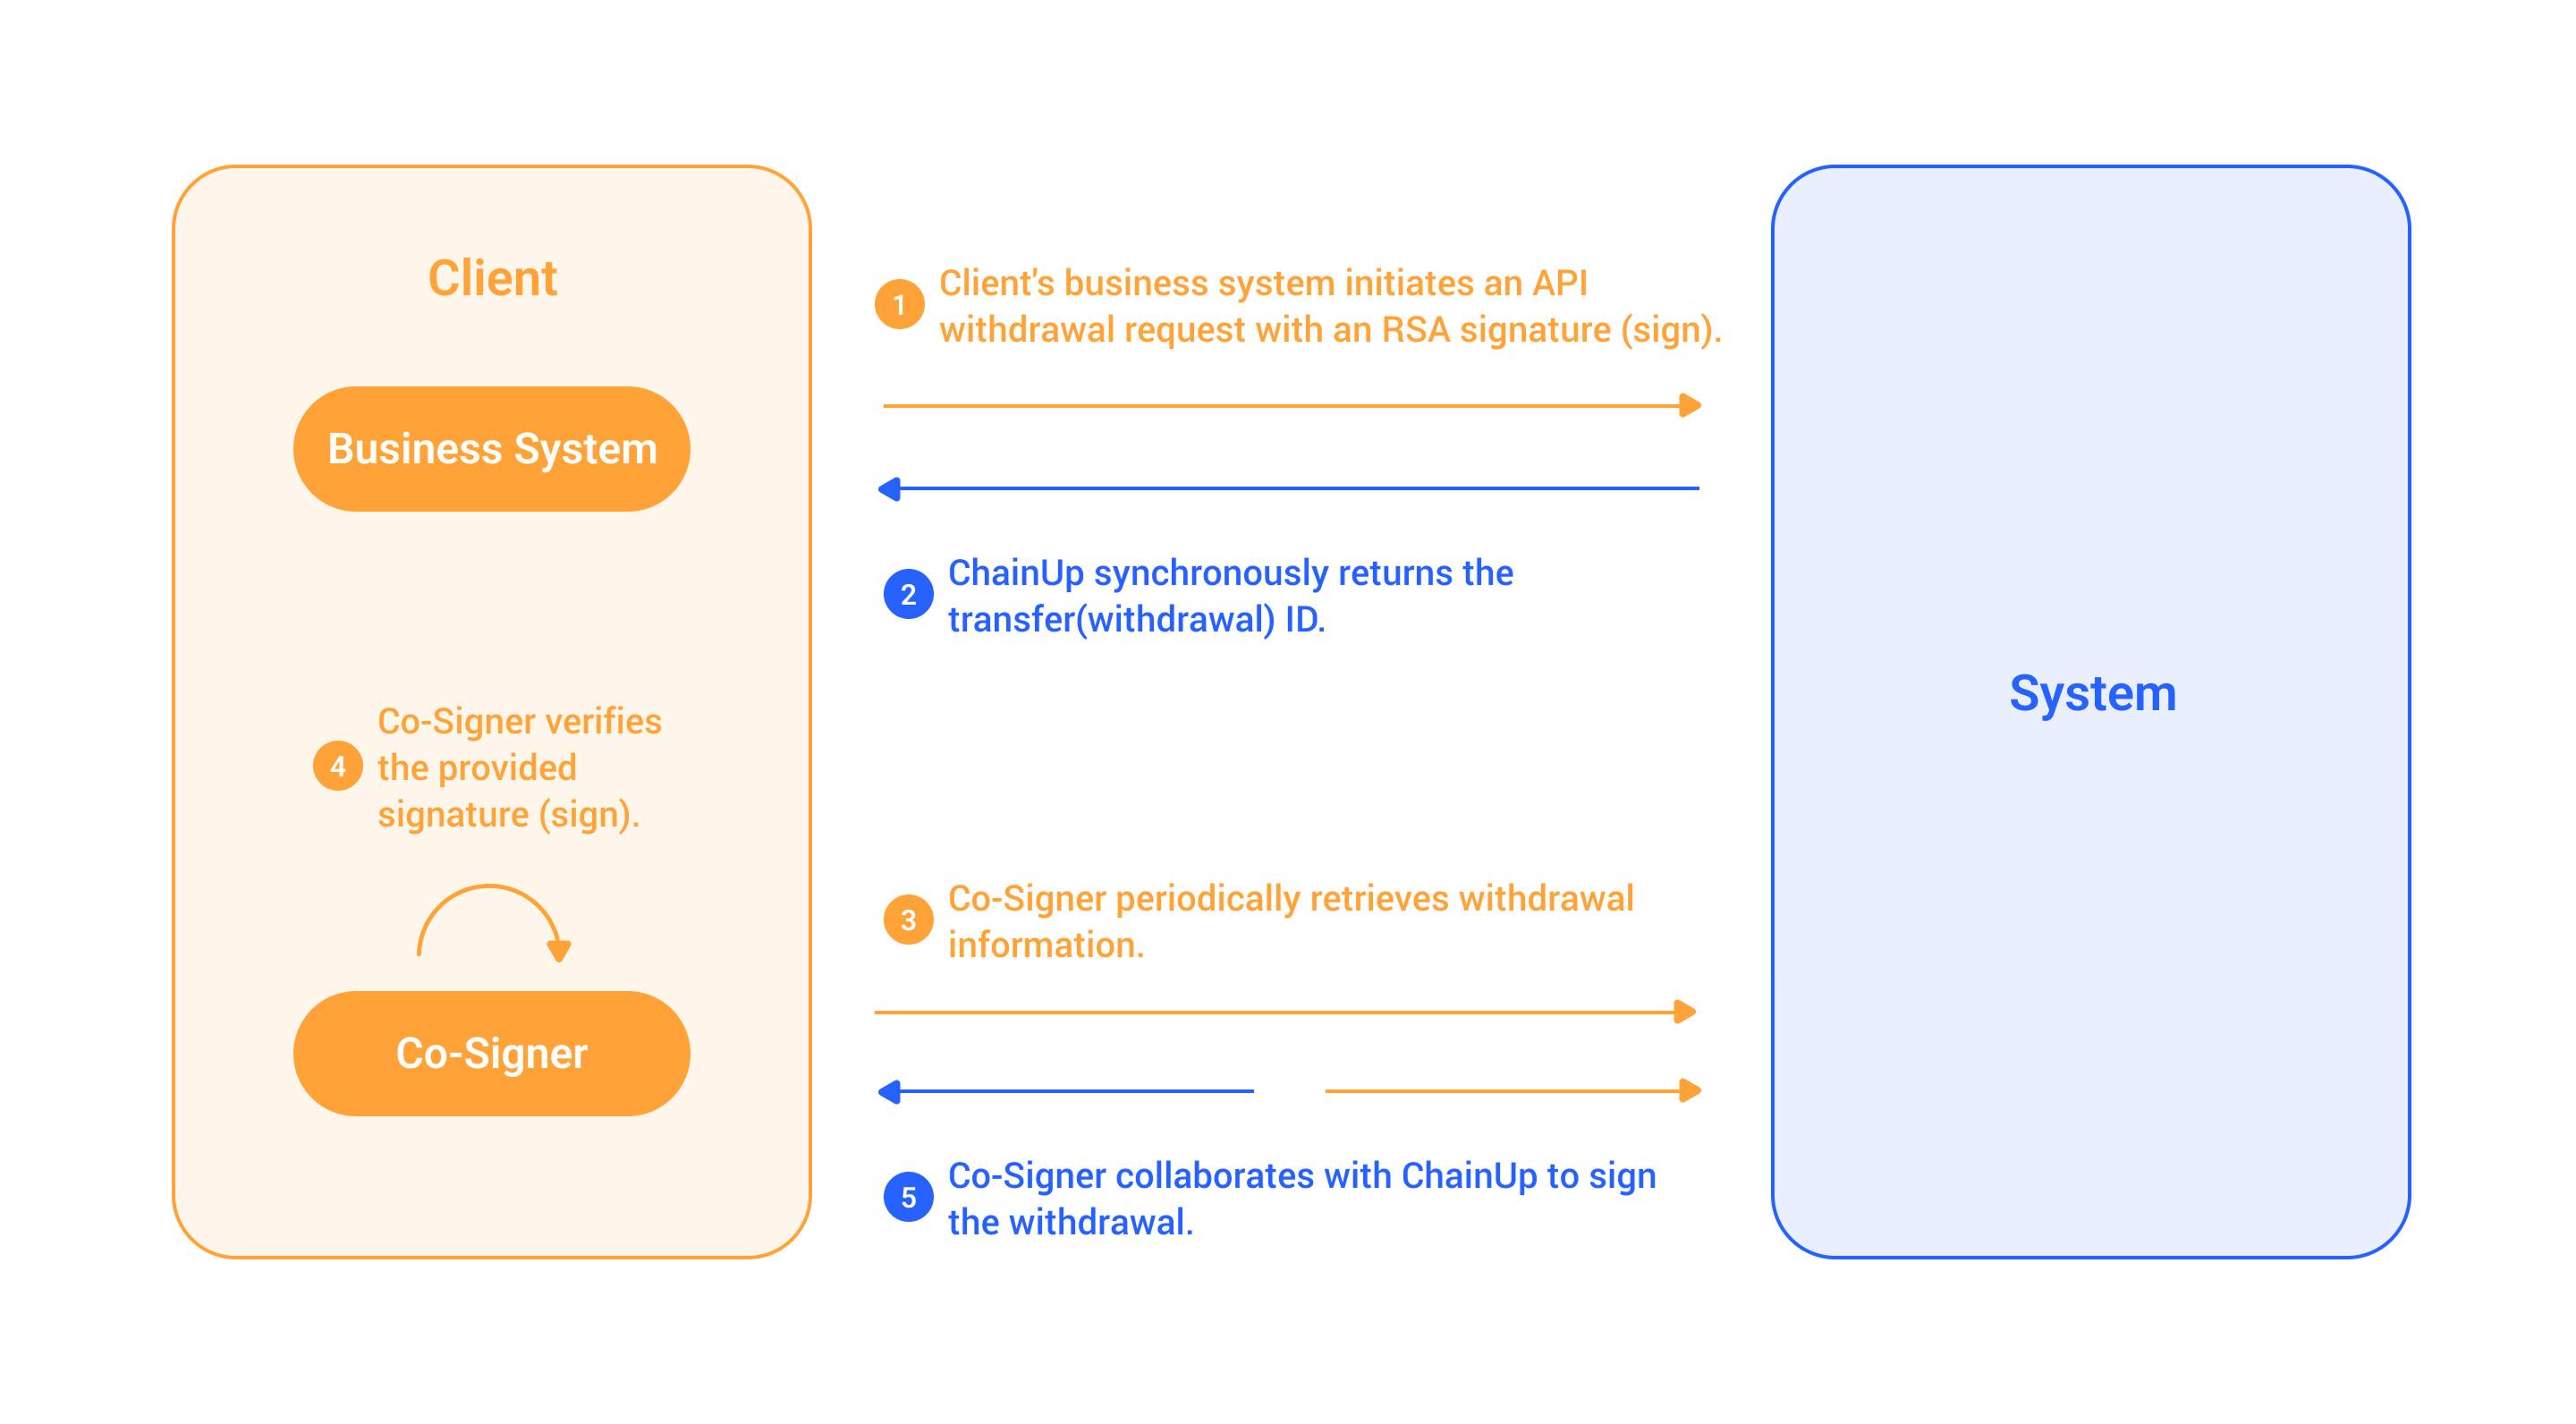 Client
Business System
1
Client's business system initiates an API
withdrawal request with an RSA signature (sign).
2
ChainUp synchronously returns the
transfer(withdrawal) ID.
System
4
Co-Signer verifies
the provided
signature (sign).
3
Co-Signer periodically retrieves withdrawal
information.
Co-Signer
5
Co-Signer collaborates with ChainUp to sign
the withdrawal.